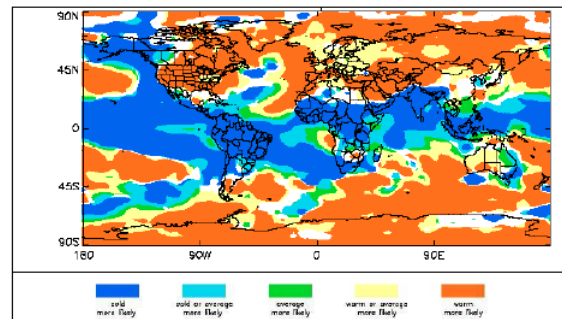 90N
45N
0
45S
90S
180 90W 0 90E
cold cold or average average warm or average warm
more likely more likely more likely more likely more likely